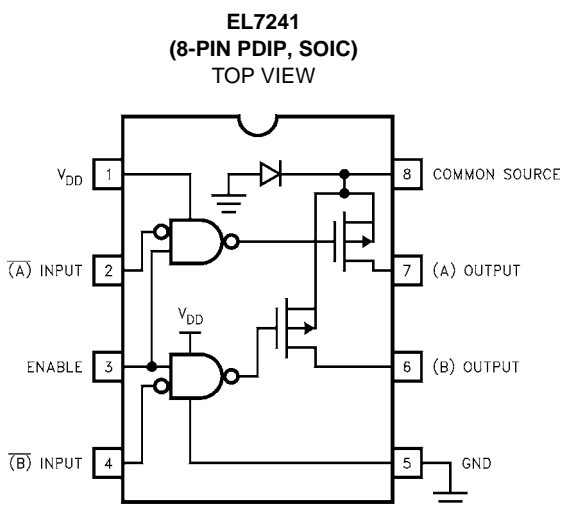 EL7241
(8-PIN PDIP, SOIC)
TOP VIEW
V_DD 1
8 COMMON SOURCE
(A̅) INPUT 2
7 (A) OUTPUT
V_DD
ENABLE 3
6 (B) OUTPUT
(B̅) INPUT 4
5 GND